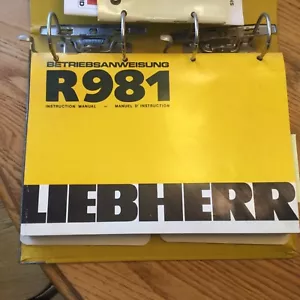 BETRIEBSANWEISUNG
R981
INSTRUCTION MANUAL — MANUEL D'INSTRUCTION
LIEBHERR